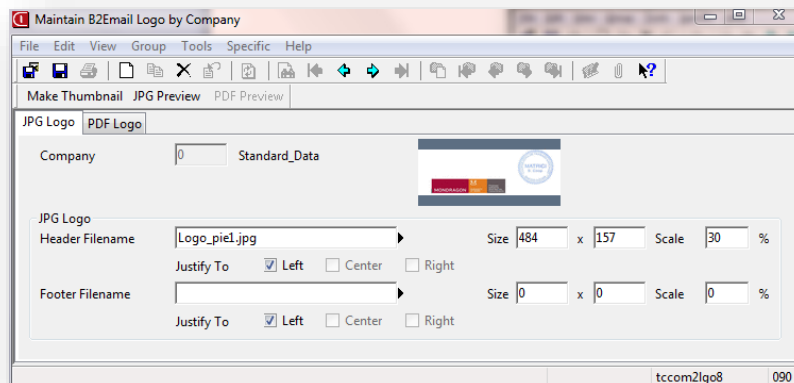 Maintain B2Email Logo by Company
File Edit View Group Tools Specific Help
Make Thumbnail JPG Preview PDF Preview
JPG Logo PDF Logo
Company 0 Standard_Data
MONDRAGON
JPG Logo
Header Filename Logo_pie1.jpg Size 484 x 157 Scale 30 %
Justify To Left Center Right
Footer Filename Size 0 x 0 Scale 0 %
Justify To Left Center Right
tccom2lgo8 090